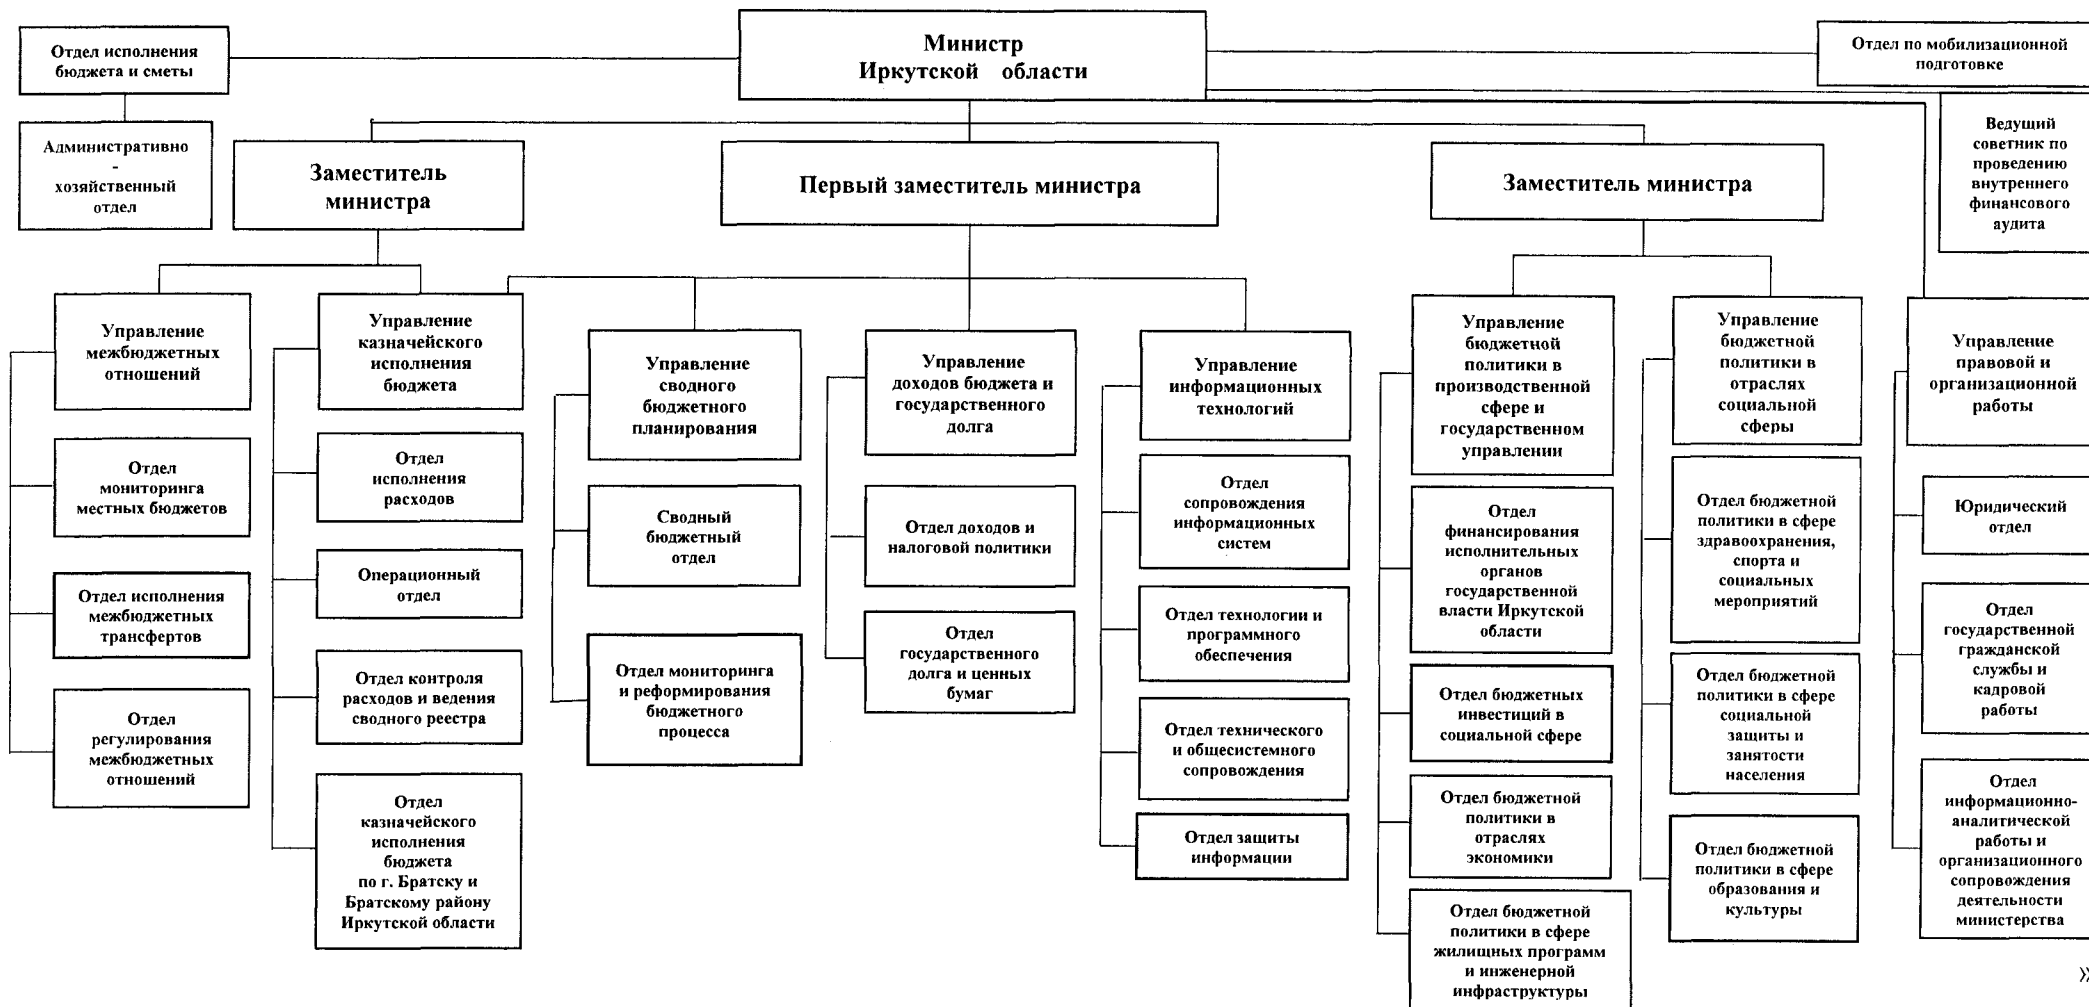 Отдел исполнения
бюджета и сметы
Министр
Иркутской области
Отдел по мобилизационной
подготовке
Административно
-
хозяйственный
отдел
Заместитель
министра
Первый заместитель министра
Заместитель министра
Ведущий
советник по
проведению
внутреннего
финансового
аудита
Управление
межбюджетных
отношений
Отдел
мониторинга
местных бюджетов
Отдел исполнения
межбюджетных
трансфертов
Отдел
регулирования
межбюджетных
отношений
Управление
казначейского
исполнения
бюджета
Отдел
исполнения
расходов
Операционный
отдел
Отдел контроля
расходов и ведения
сводного реестра
Отдел
казначейского
исполнения
бюджета
по г. Братску и
Братскому району
Иркутской области
Управление
сводного
бюджетного
планирования
Сводный
бюджетный
отдел
Отдел мониторинга
и реформирования
бюджетного
процесса
Управление
доходов бюджета и
государственного
долга
Отдел доходов и
налоговой политики
Отдел
государственного
долга и ценных
бумаг
Управление
информационных
технологий
Отдел
сопровождения
информационных
систем
Отдел технологии и
программного
обеспечения
Отдел технического
и общесистемного
сопровождения
Отдел защиты
информации
Управление
бюджетной
политики в
производственной
сфере и
государственном
управлении
Отдел
финансирования
исполнительных
органов
государственной
власти Иркутской
области
Отдел бюджетных
инвестиций в
социальной сфере
Отдел бюджетной
политики в
отраслях
экономики
Отдел бюджетной
политики в сфере
жилищных программ
и инженерной
инфраструктуры
Управление
бюджетной
политики в
отраслях
социальной
сферы
Отдел бюджетной
политики в сфере
здравоохранения,
спорта и
социальных
мероприятий
Отдел бюджетной
политики в сфере
социальной
защиты и
занятости
населения
Отдел бюджетной
политики в сфере
образования и
культуры
Управление
правовой и
организационной
работы
Юридический
отдел
Отдел
государственной
гражданской
службы и
кадровой
работы
Отдел
информационно-
аналитической
работы и
организационного
сопровождения
деятельности
министерства
»